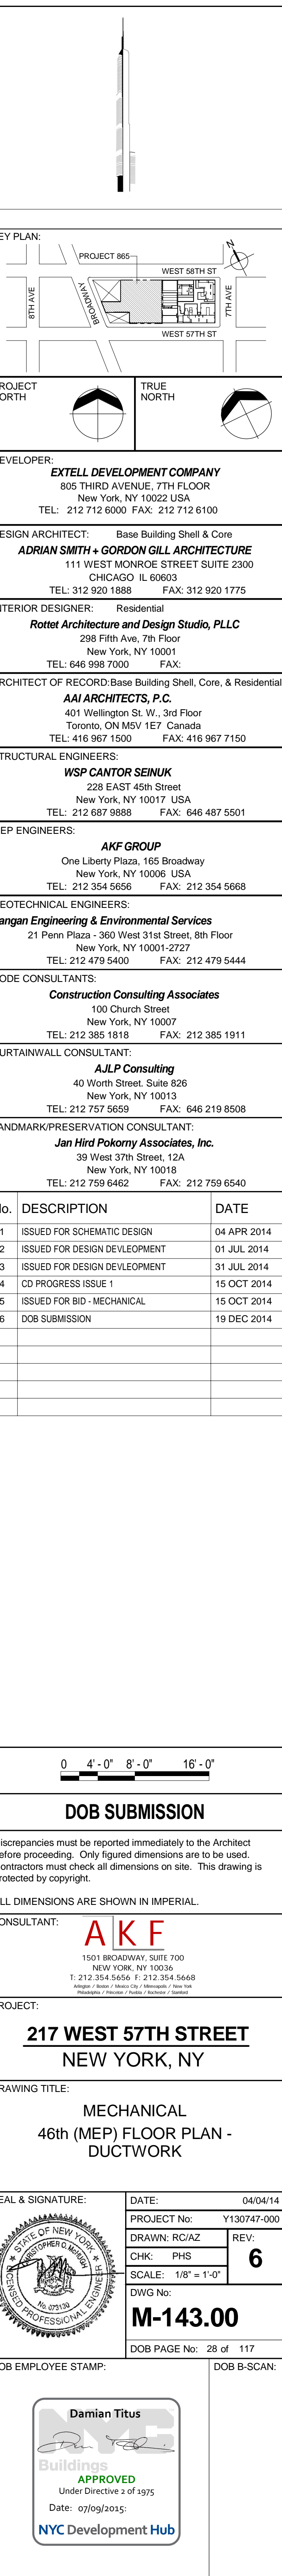 EY PLAN:
PROJECT 865
N
WEST 58TH ST
8TH AVE
BROADWAY
7TH AVE
WEST 57TH ST
ROJECT
ORTH
TRUE
NORTH
EVELOPER:
EXTELL DEVELOPMENT COMPANY
805 THIRD AVENUE, 7TH FLOOR
New York, NY 10022 USA
TEL: 212 712 6000 FAX: 212 712 6100
ESIGN ARCHITECT: Base Building Shell & Core
ADRIAN SMITH + GORDON GILL ARCHITECTURE
111 WEST MONROE STREET SUITE 2300
CHICAGO IL 60603
TEL: 312 920 1888 FAX: 312 920 1775
NTERIOR DESIGNER: Residential
Rottet Architecture and Design Studio, PLLC
298 Fifth Ave, 7th Floor
New York, NY 10001
TEL: 646 998 7000 FAX:
RCHITECT OF RECORD:Base Building Shell, Core, & Residential
AAI ARCHITECTS, P.C.
401 Wellington St. W., 3rd Floor
Toronto, ON M5V 1E7 Canada
TEL: 416 967 1500 FAX: 416 967 7150
TRUCTURAL ENGINEERS:
WSP CANTOR SEINUK
228 EAST 45th Street
New York, NY 10017 USA
TEL: 212 687 9888 FAX: 646 487 5501
EP ENGINEERS:
AKF GROUP
One Liberty Plaza, 165 Broadway
New York, NY 10006 USA
TEL: 212 354 5656 FAX: 212 354 5668
EOTECHNICAL ENGINEERS:
angan Engineering & Environmental Services
21 Penn Plaza - 360 West 31st Street, 8th Floor
New York, NY 10001-2727
TEL: 212 479 5400 FAX: 212 479 5444
ODE CONSULTANTS:
Construction Consulting Associates
100 Church Street
New York, NY 10007
TEL: 212 385 1818 FAX: 212 385 1911
URTAINWALL CONSULTANT:
AJLP Consulting
40 Worth Street. Suite 826
New York, NY 10013
TEL: 212 757 5659 FAX: 646 219 8508
ANDMARK/PRESERVATION CONSULTANT:
Jan Hird Pokorny Associates, Inc.
39 West 37th Street, 12A
New York, NY 10018
TEL: 212 759 6462 FAX: 212 759 6540
No. DESCRIPTION DATE
1 ISSUED FOR SCHEMATIC DESIGN 04 APR 2014
2 ISSUED FOR DESIGN DEVLEOPMENT 01 JUL 2014
3 ISSUED FOR DESIGN DEVLEOPMENT 31 JUL 2014
4 CD PROGRESS ISSUE 1 15 OCT 2014
5 ISSUED FOR BID - MECHANICAL 15 OCT 2014
6 DOB SUBMISSION 19 DEC 2014
0 4' - 0" 8' - 0" 16' - 0"
DOB SUBMISSION
iscrepancies must be reported immediately to the Architect
efore proceeding. Only figured dimensions are to be used.
ontractors must check all dimensions on site. This drawing is
rotected by copyright.
LL DIMENSIONS ARE SHOWN IN IMPERIAL.
ONSULTANT:
AKF
1501 BROADWAY, SUITE 700
NEW YORK, NY 10036
T: 212.354.5656 F: 212.354.5668
Arlington / Boston / Mexico City / Minneapolis / New York
Philadelphia / Princeton / Puebla / Rochester / Stamford
ROJECT:
217 WEST 57TH STREET
NEW YORK, NY
RAWING TITLE:
MECHANICAL
46th (MEP) FLOOR PLAN -
DUCTWORK
EAL & SIGNATURE:
STATE OF NEW YORK
No. 073130
LICENSED PROFESSIONAL ENGINEER
DATE: 04/04/14
PROJECT No: Y130747-000
DRAWN: RC/AZ
CHK: PHS
SCALE: 1/8" = 1'-0"
REV:
6
DWG No:
M-143.00
DOB PAGE No: 28 of 117
OB EMPLOYEE STAMP:
DOB B-SCAN:
Damian Titus
NYC
Buildings
APPROVED
Under Directive 2 of 1975
Date: 07/09/2015:
NYC Development Hub